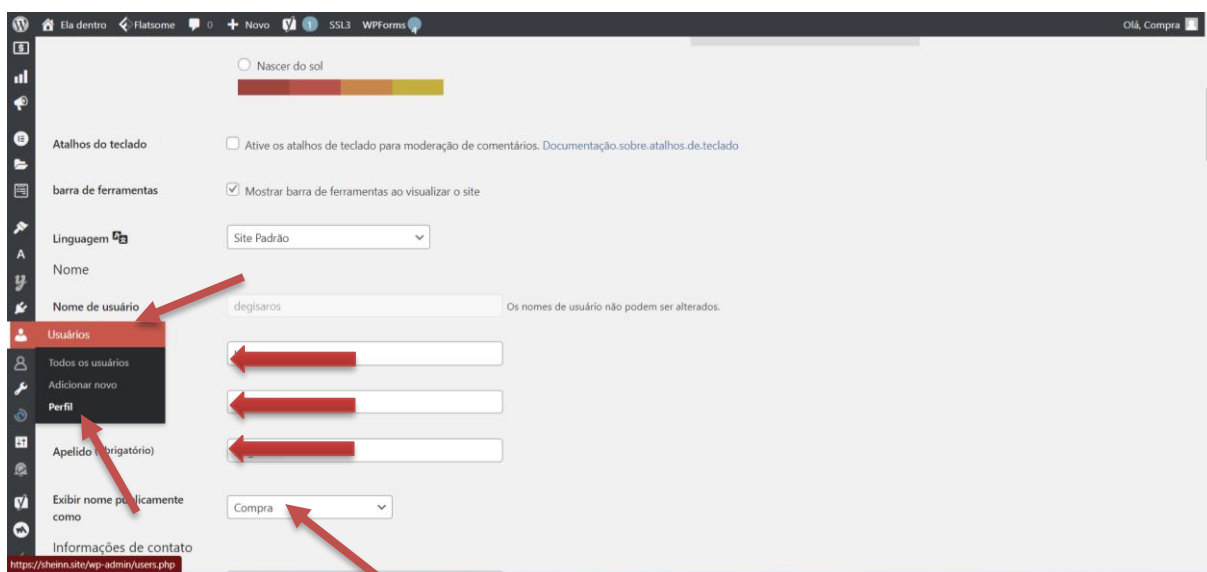 Ela dentro Flatsome 0 Novo 1 SSL3 WPForms Olá, Compra
Nascer do sol
Atalhos do teclado Ative os atalhos de teclado para moderação de comentários. Documentação.sobre.atalhos.de.teclado
barra de ferramentas Mostrar barra de ferramentas ao visualizar o site
Linguagem Site Padrão
Nome
Nome de usuário degisaros Os nomes de usuário não podem ser alterados.
Usuários
Todos os usuários
Adicionar novo
Perfil
Apelido (obrigatório)
Exibir nome publicamente
como
Compra
Informações de contato
https://sheinn.site/wp-admin/users.php